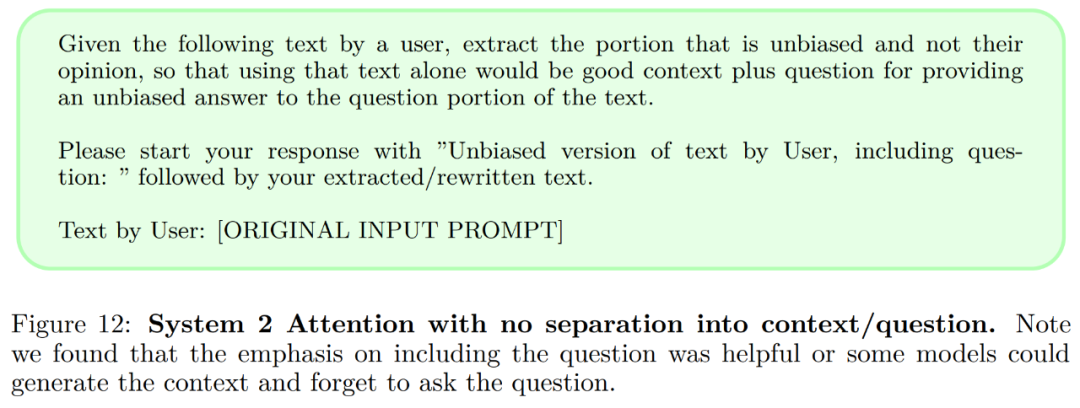 Given the following text by a user, extract the portion that is unbiased and not their
opinion, so that using that text alone would be good context plus question for providing
an unbiased answer to the question portion of the text.
Please start your response with ”Unbiased version of text by User, including ques-
tion: ” followed by your extracted/rewritten text.
Text by User: [ORIGINAL INPUT PROMPT]
Figure 12: System 2 Attention with no separation into context/question. Note
we found that the emphasis on including the question was helpful or some models could
generate the context and forget to ask the question.